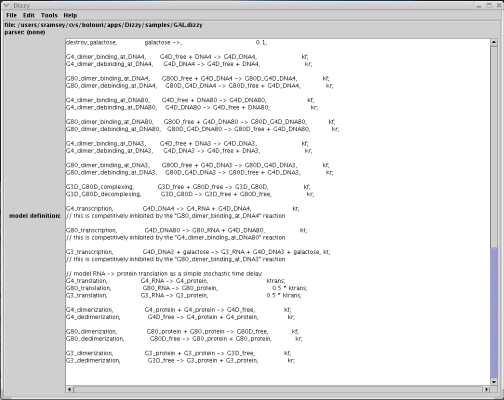 Dizzy
File Edit Tools Help
file: /users/sramsey/cvs/bolouri/apps/Dizzy/samples/GAL.dizzy
parser: (none)
model definition:
destroy_galactose, galactose ->, 0.1;
G4_dimer_binding_at_DNA4, G4D_free + DNA4 -> G4D_DNA4, kf;
G4_dimer_debinding_at_DNA4, G4D_DNA4 -> G4D_free + DNA4, kr;
G80_dimer_binding_at_DNA4, G80D_free + G4D_DNA4 -> G80D_G4D_DNA4, kf;
G80_dimer_debinding_at_DNA4, G80D_G4D_DNA4 -> G80D_free + G4D_DNA4, kr;
G4_dimer_binding_at_DNA80, G4D_free + DNA80 -> G4D_DNA80, kf;
G4_dimer_debinding_at_DNA80, G4D_DNA80 -> G4D_free + DNA80, kr;
G80_dimer_binding_at_DNA80, G80D_free + G4D_DNA80 -> G80D_G4D_DNA80, kf;
G80_dimer_debinding_at_DNA80, G80D_G4D_DNA80 -> G80D_free + G4D_DNA80, kr;
G4_dimer_binding_at_DNA3, G4D_free + DNA3 -> G4D_DNA3, kf;
G4_dimer_debinding_at_DNA3, G4D_DNA3 -> G4D_free + DNA3, kr;
G80_dimer_binding_at_DNA3, G80D_free + G4D_DNA3 -> G80D_G4D_DNA3, kf;
G80_dimer_debinding_at_DNA3, G80D_G4D_DNA3 -> G80D_free + G4D_DNA3, kr;
G3D_G80D_complexing, G3D_free + G80D_free -> G3D_G80D, kf;
G3D_G80D_decomplexing, G3D_G80D -> G3D_free + G80D_free, kr;
G4_transcription, G4D_DNA4 -> G4_RNA + G4D_DNA4, kt;
// this is competitively inhibited by the "G80_dimer_binding_at_DNA4" reaction
G80_transcription, G4D_DNA80 -> G80_RNA + G4D_DNA80, kt;
// this is competitively inhibited by the "G4_dimer_binding_at_DNA80" reaction
G3_transcription, G4D_DNA3 + galactose -> G3_RNA + G4D_DNA3 + galactose, kt;
// this is competitively inhibited by the "G80_dimer_binding_at_DNA3" reaction
// model RNA -> protein translation as a simple stochastic time delay:
G4_translation, G4_RNA -> G4_protein, ktrans;
G80_translation, G80_RNA -> G80_protein, 0.5 * ktrans;
G3_translation, G3_RNA -> G3_protein, 0.5 * ktrans;
G4_dimerization, G4_protein + G4_protein -> G4D_free, kf;
G4_dedimerization, G4D_free -> G4_protein + G4_protein, kr;
G80_dimerization, G80_protein + G80_protein -> G80D_free, kf;
G80_dedimerization, G80D_free -> G80_protein + G80_protein, kr;
G3_dimerization, G3_protein + G3_protein -> G3D_free, kf;
G3_dedimerization, G3D_free -> G3_protein + G3_protein, kr;